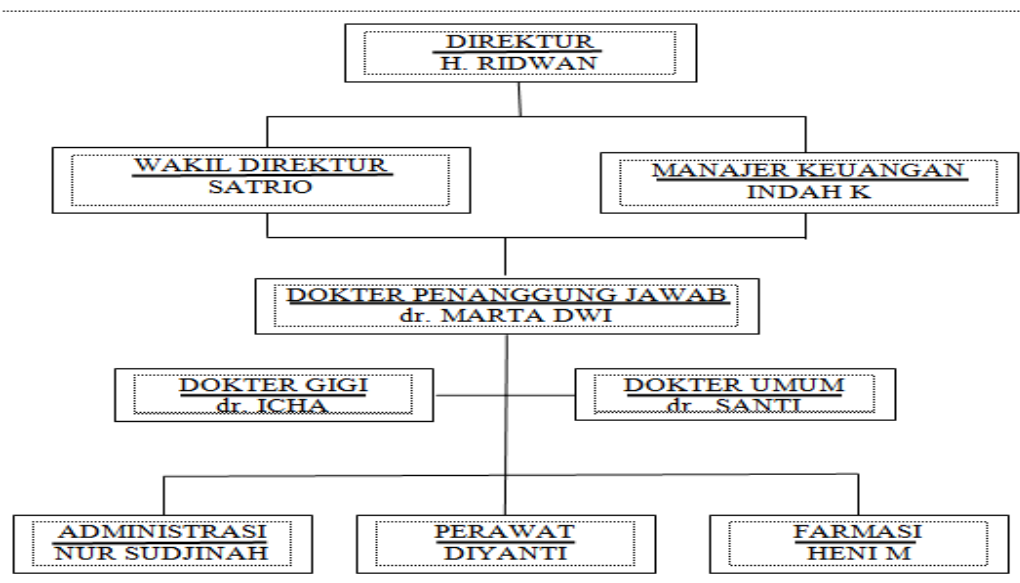 DIREKTUR
H. RIDWAN
WAKIL DIREKTUR
SATRIO
MANAJER KEUANGAN
INDAH K
DOKTER PENANGGUNG JAWAB
dr. MARTA DWI
DOKTER GIGI
dr. ICHA
DOKTER UMUM
dr. SANTI
ADMINISTRASI
NUR SUDJINAH
PERAWAT
DIYANTI
FARMASI
HENI M